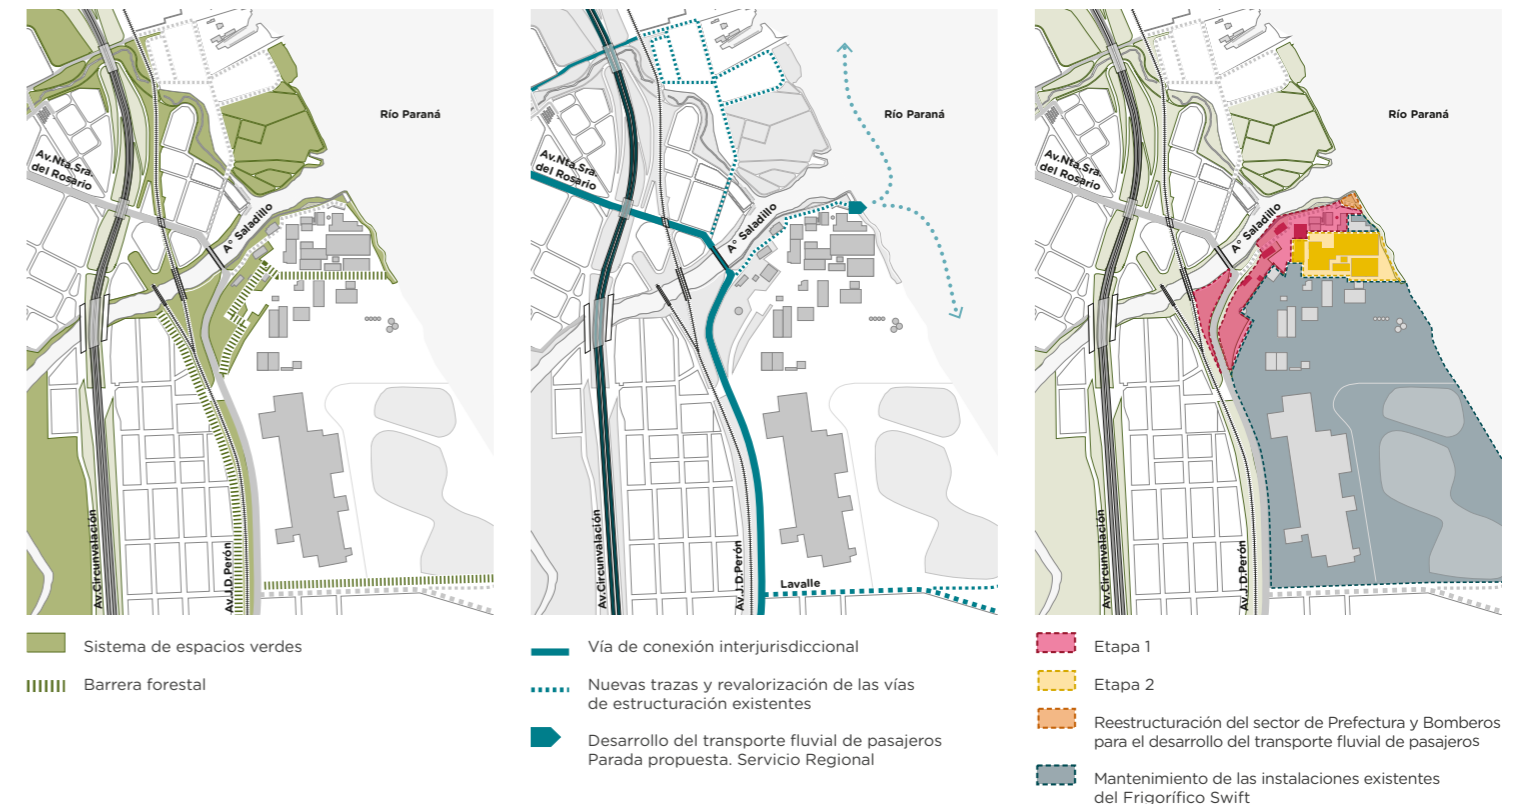 Río Paraná
Av.Nta.Sra.
del Rosario
A° Saladillo
Av.Circunvalación
Av.J.D.Perón
Sistema de espacios verdes
Barrera forestal
Río Paraná
Av.Nta.Sra.
del Rosario
A° Saladillo
Av.Circunvalación
Av.J.D.Perón
Lavalle
Vía de conexión interjurisdiccional
Nuevas trazas y revalorización de las vías
de estructuración existentes
Desarrollo del transporte fluvial de pasajeros
Parada propuesta. Servicio Regional
Río Paraná
Av.Nta.Sra.
del Rosario
A° Saladillo
Av.Circunvalación
Av.J.D.Perón
Etapa 1
Etapa 2
Reestructuración del sector de Prefectura y Bomberos
para el desarrollo del transporte fluvial de pasajeros
Mantenimiento de las instalaciones existentes
del Frigorífico Swift